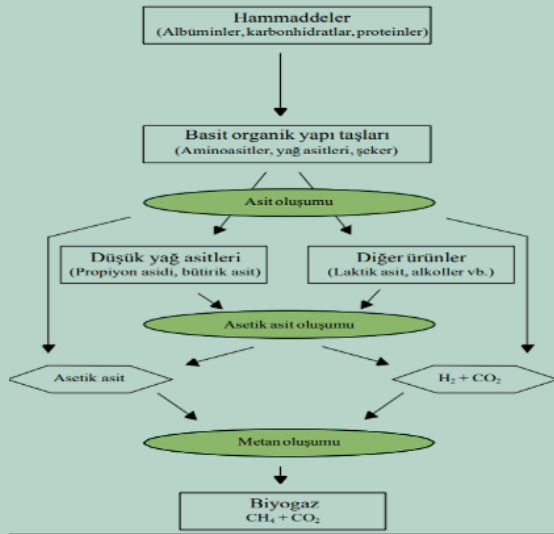 Hammaddeler
(Albüminler, karbonhidratlar, proteinler)
Basit organik yapı taşları
(Aminoasitler, yağ asitleri, şeker)
Asit oluşumu
Düşük yağ asitleri
(Propiyon asidi, bütirik asit)
Diğer ürünler
(Laktik asit, alkoller vb.)
Asetik asit oluşumu
Asetik asit
H₂ + CO₂
Metan oluşumu
Biyogaz
CH₄ + CO₂